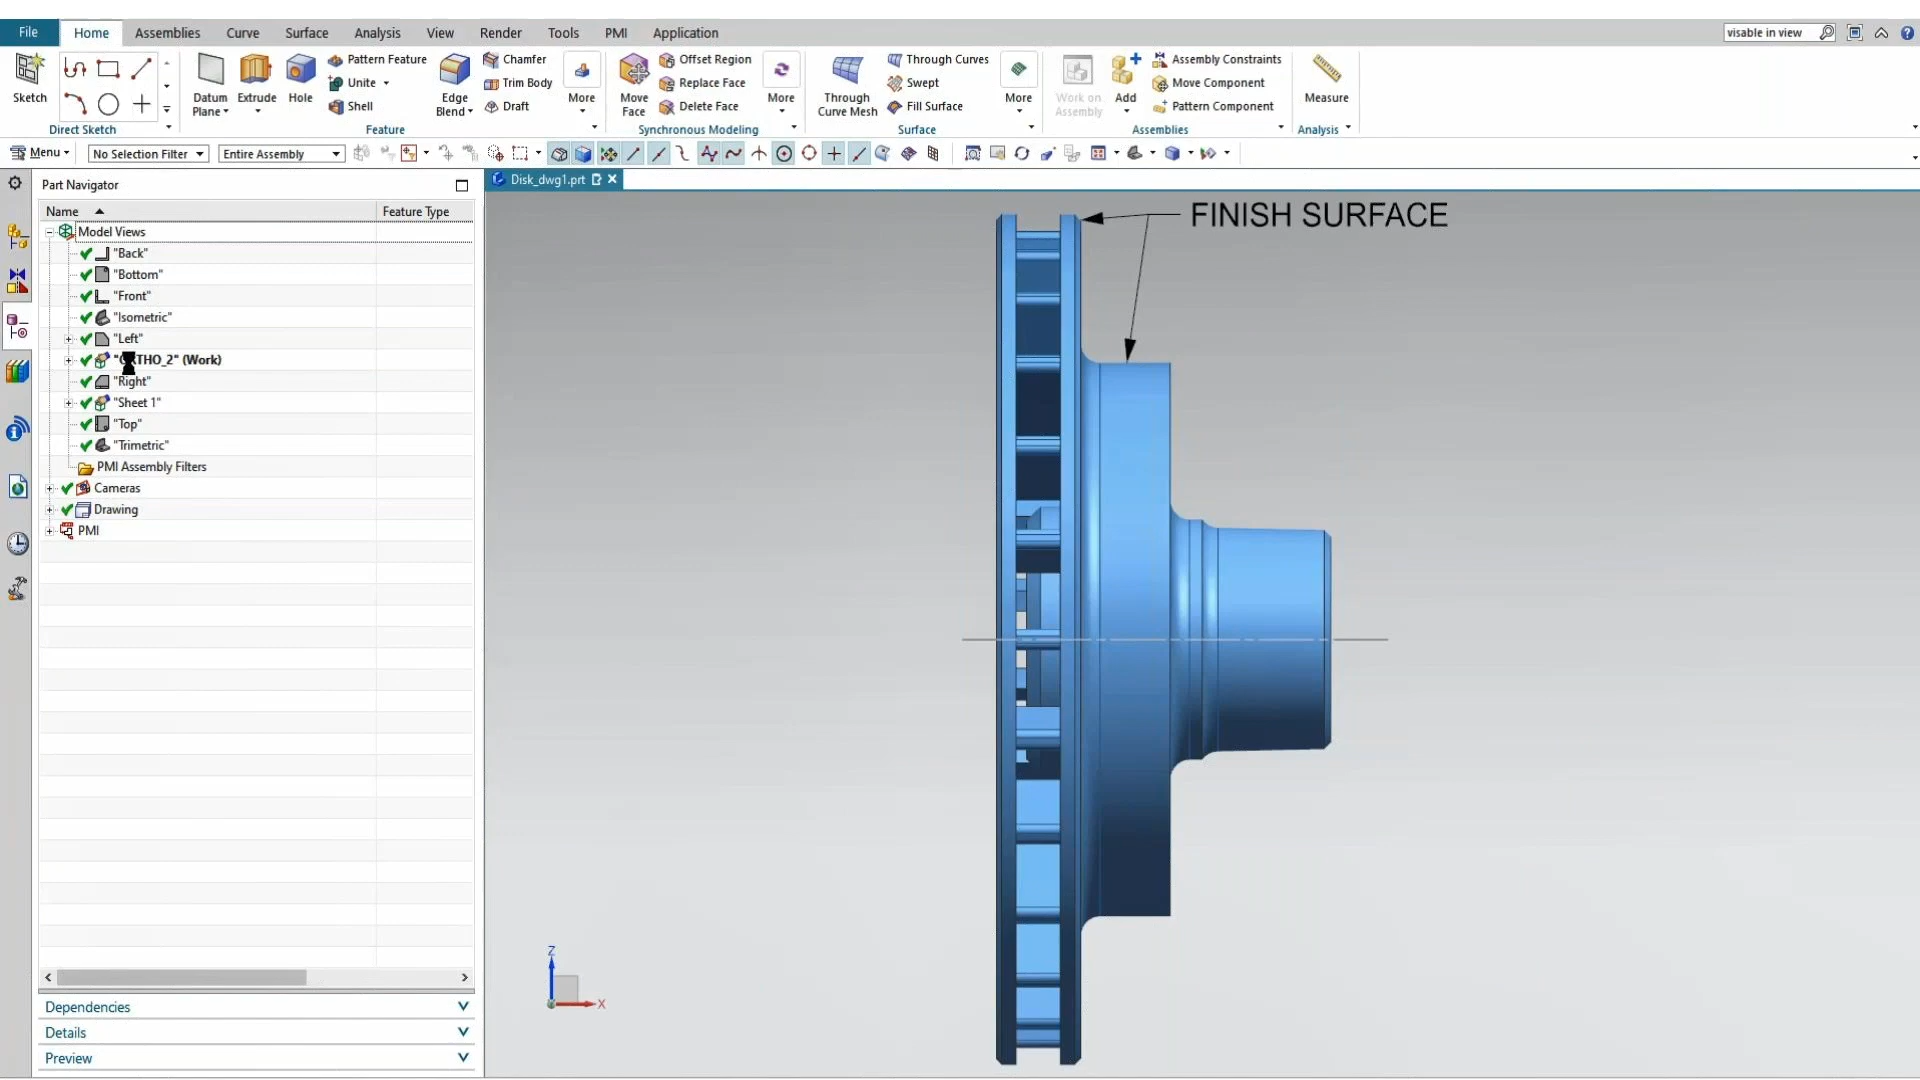 File Home Assemblies Curve Surface Analysis View Render Tools PMI Application visable in view
Sketch
Direct Sketch
Datum Plane Extrude Hole
Pattern Feature
Unite
Shell
Edge Blend
Chamfer
Trim Body
Draft
More
Feature
Move Face
Offset Region
Replace Face
Delete Face
More
Synchronous Modeling
Through Curve Mesh
Through Curves
Swept
Fill Surface
More
Surface
Work on Assembly
Add
Assembly Constraints
Move Component
Pattern Component
Assemblies
Measure
Analysis
Menu No Selection Filter Entire Assembly
Part Navigator
Disk_dwg1.prt
Name Feature Type
Model Views
"Back"
"Bottom"
"Front"
"Isometric"
"Left"
THO_2" (Work)
"Right"
"Sheet 1"
"Top"
"Trimetric"
PMI Assembly Filters
Cameras
Drawing
PMI
Dependencies
Details
Preview
FINISH SURFACE
Z
X